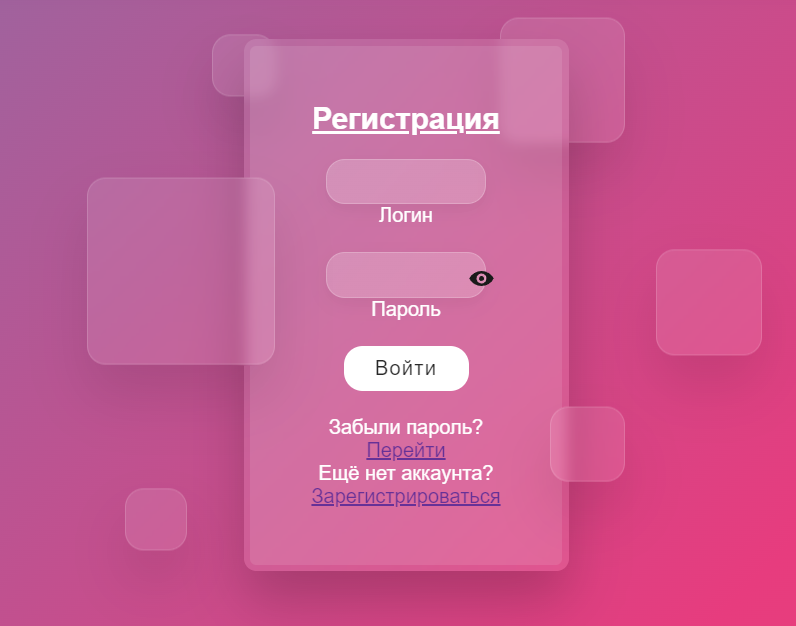 Регистрация
Логин
Пароль
Войти
Забыли пароль?
Перейти
Ещё нет аккаунта?
Зарегистрироваться